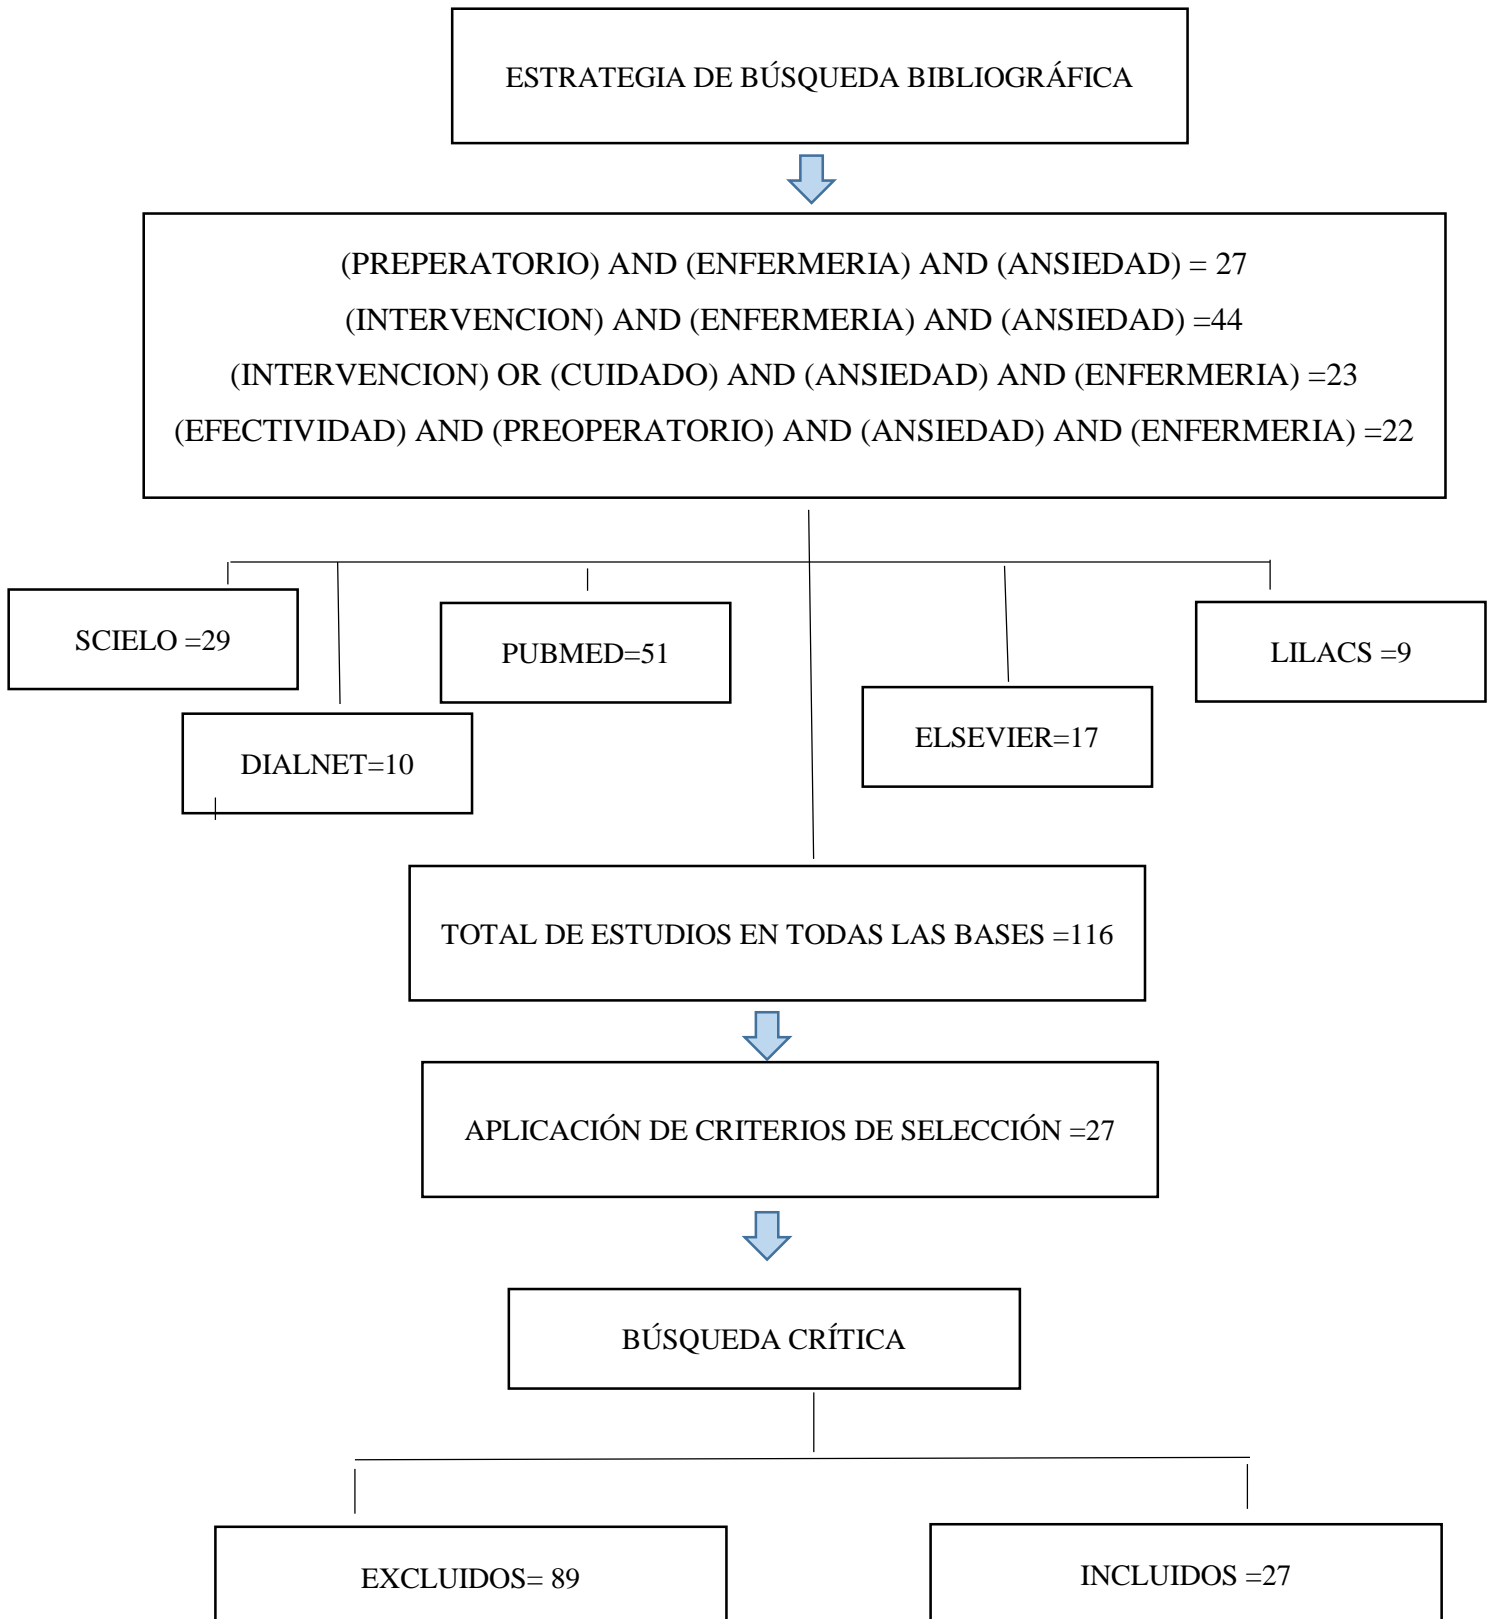 ESTRATEGIA DE BÚSQUEDA BIBLIOGRÁFICA
(PREPERATORIO) AND (ENFERMERIA) AND (ANSIEDAD) = 27
(INTERVENCION) AND (ENFERMERIA) AND (ANSIEDAD) =44
(INTERVENCION) OR (CUIDADO) AND (ANSIEDAD) AND (ENFERMERIA) =23
(EFECTIVIDAD) AND (PREOPERATORIO) AND (ANSIEDAD) AND (ENFERMERIA) =22
SCIELO =29
PUBMED=51
LILACS =9
DIALNET=10
ELSEVIER=17
TOTAL DE ESTUDIOS EN TODAS LAS BASES =116
APLICACIÓN DE CRITERIOS DE SELECCIÓN =27
BÚSQUEDA CRÍTICA
EXCLUIDOS= 89
INCLUIDOS =27